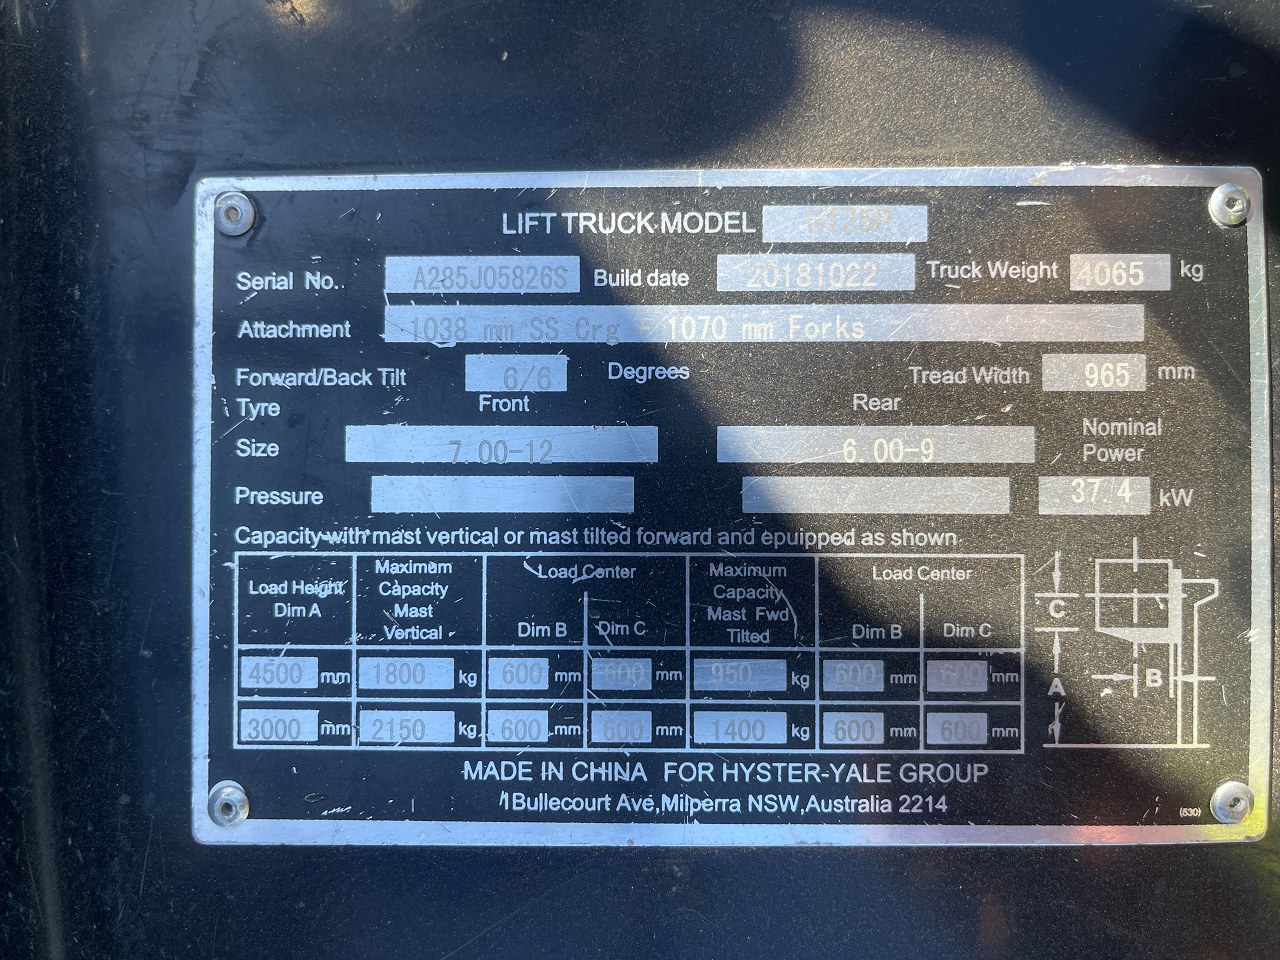 LIFT TRUCK MODEL UT25P
Serial No. A285J05826S Build date 20181022 Truck Weight 4065 kg
Attachment 1038 mm SS Crg - 1070 mm Forks
Forward/Back Tilt 6/6 Degrees Tread Width 965 mm
Tyre Front Rear
Size 7.00-12 6.00-9 Nominal Power
Pressure 37.4 kW
Capacity with mast vertical or mast tilted forward and epuipped as shown
Load Height Dim A
Maximum Capacity Mast Vertical
Load Center
Dim B Dim C
Maximum Capacity Mast Fwd Tilted
Load Center
Dim B Dim C
4500 mm 1800 kg 600 mm 600 mm 950 kg 600 mm 600 mm
3000 mm 2150 kg 600 mm 600 mm 1400 kg 600 mm 600 mm
C
A
B
MADE IN CHINA FOR HYSTER-YALE GROUP
1Bullecourt Ave,Milperra NSW,Australia 2214
(530)